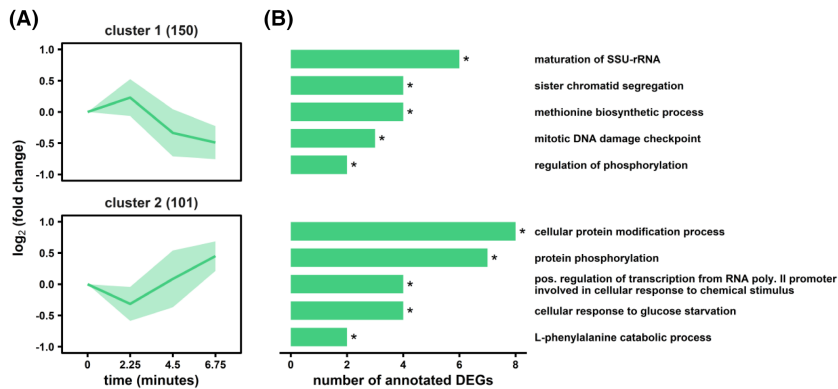 (A)
(B)
cluster 1 (150)
1.0
0.5
0.0
-0.5
-1.0
maturation of SSU-rRNA
sister chromatid segregation
methionine biosynthetic process
mitotic DNA damage checkpoint
regulation of phosphorylation
* * * * *
log2 (fold change)
cluster 2 (101)
1.0
0.5
0.0
-0.5
-1.0
cellular protein modification process
protein phosphorylation
pos. regulation of transcription from RNA poly. II promoter
involved in cellular response to chemical stimulus
cellular response to glucose starvation
L-phenylalanine catabolic process
* * * * *
0 2.25 4.5 6.75
time (minutes)
0 2 4 6 8
number of annotated DEGs